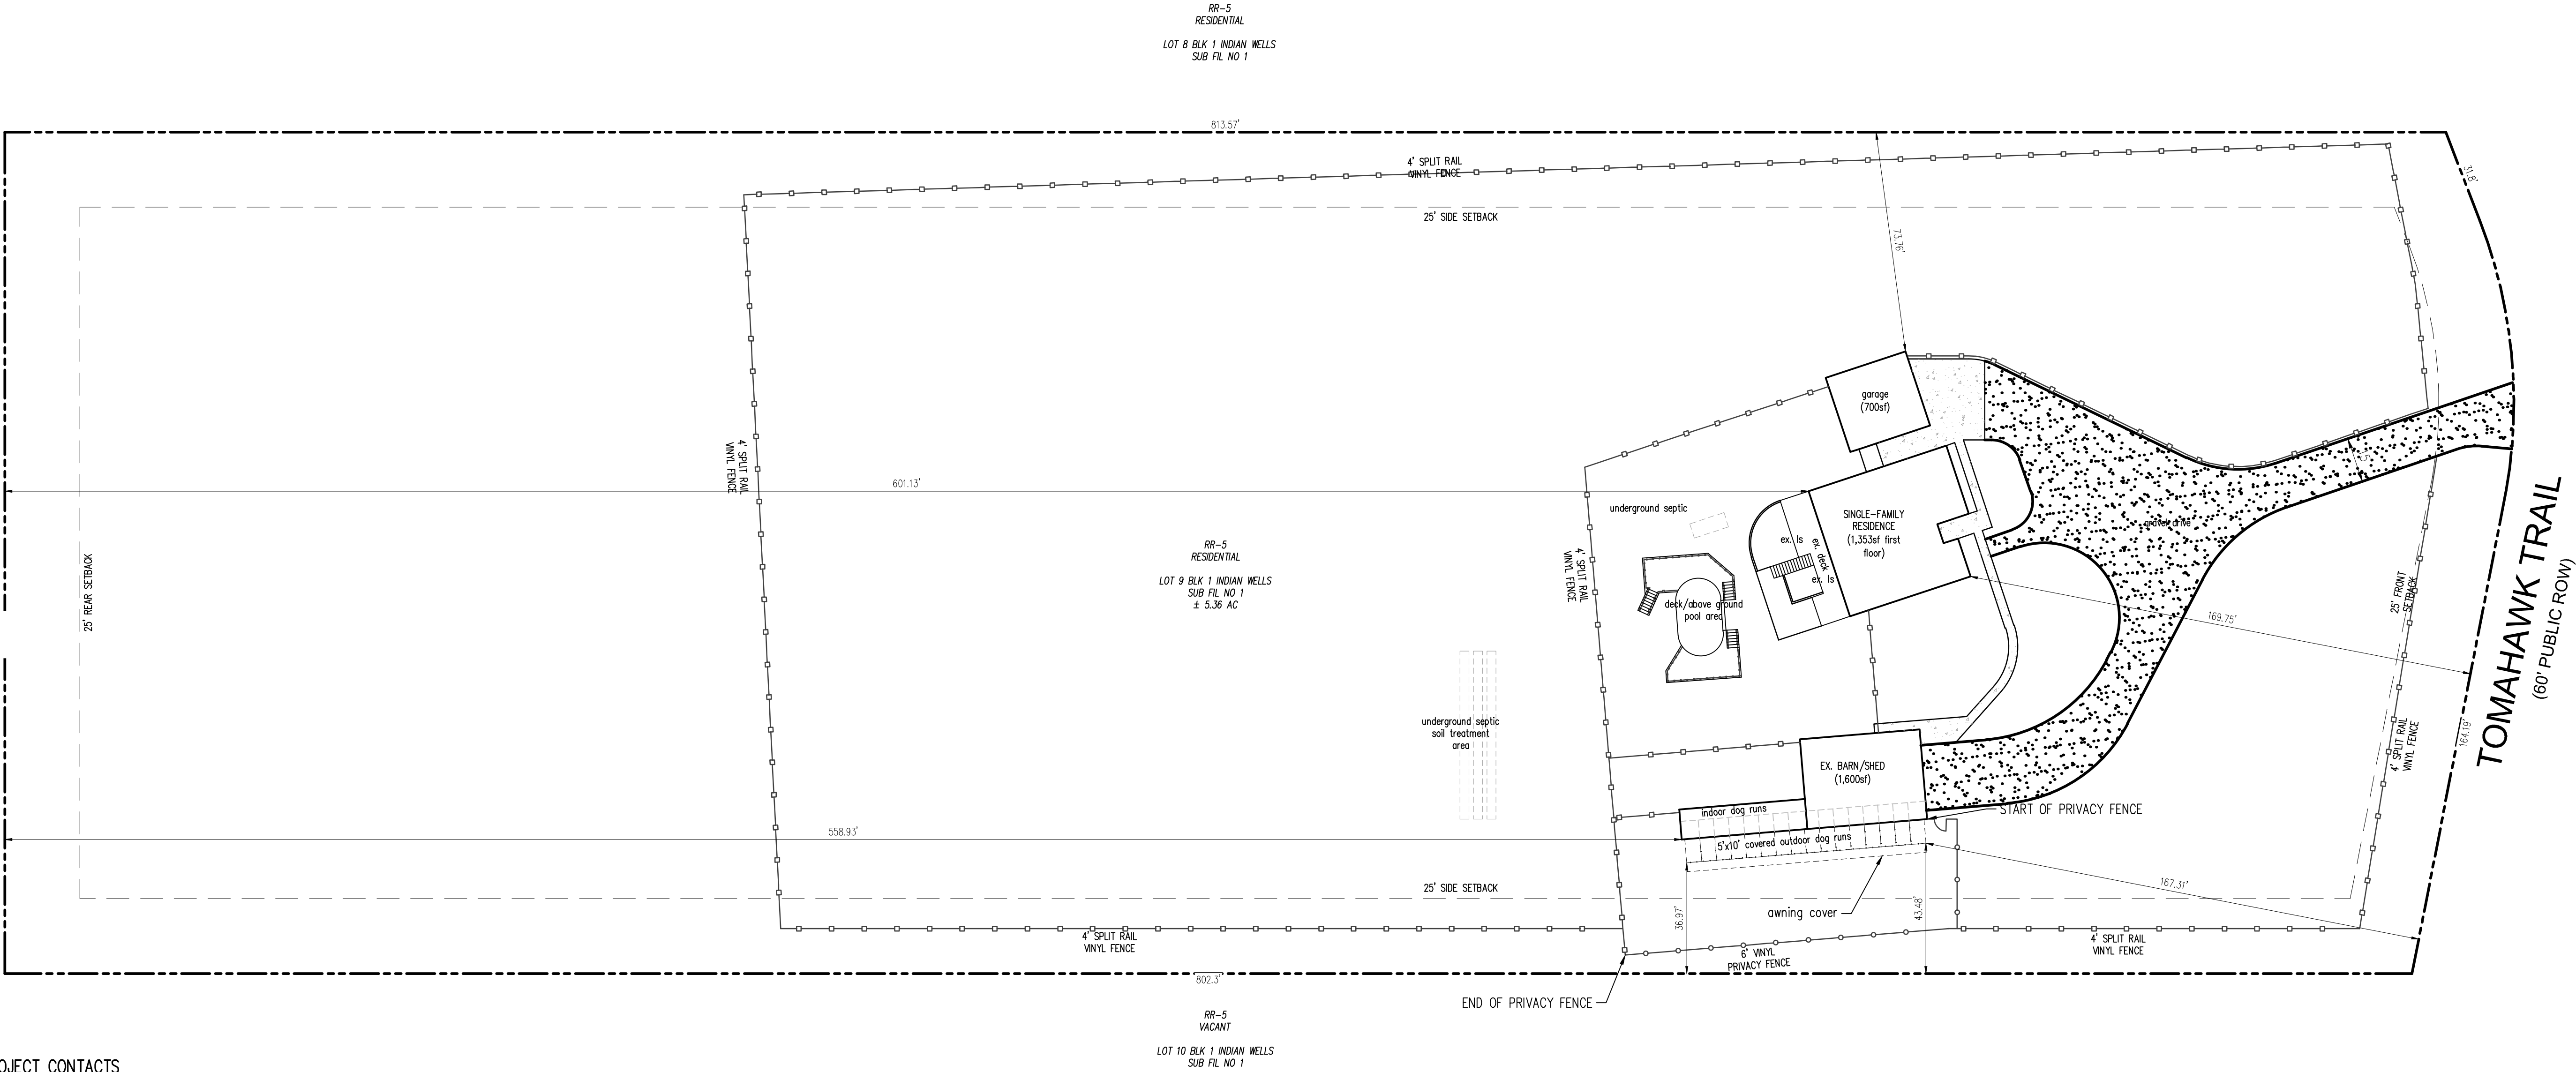 RR-5
RESIDENTIAL
LOT 8 BLK 1 INDIAN WELLS
SUB FIL NO 1
813.57'
4' SPLIT RAIL
VINYL FENCE
31.8'
25' SIDE SETBACK
73.76'
garage
(700sf)
4' SPLIT RAIL
VINYL FENCE
15'
601.13'
underground septic
SINGLE-FAMILY
RESIDENCE
(1,353sf first
floor)
gravel drive
ex. ls
ex. deck
ex. ls
25' REAR SETBACK
RR-5
RESIDENTIAL
LOT 9 BLK 1 INDIAN WELLS
SUB FIL NO 1
± 5.36 AC
4' SPLIT RAIL
VINYL FENCE
deck/above ground
pool area
25' FRONT
SETBACK
169.75'
TOMAHAWK TRAIL
(60' PUBLIC ROW)
underground septic
soil treatment
area
4' SPLIT RAIL
VINYL FENCE
164.19'
EX. BARN/SHED
(1,600sf)
indoor dog runs
START OF PRIVACY FENCE
558.93'
5'x10' covered outdoor dog runs
25' SIDE SETBACK
167.31'
36.97'
awning cover
43.48'
4' SPLIT RAIL
VINYL FENCE
6' VINYL
PRIVACY FENCE
4' SPLIT RAIL
VINYL FENCE
802.3'
END OF PRIVACY FENCE
RR-5
VACANT
LOT 10 BLK 1 INDIAN WELLS
SUB FIL NO 1
OJECT CONTACTS